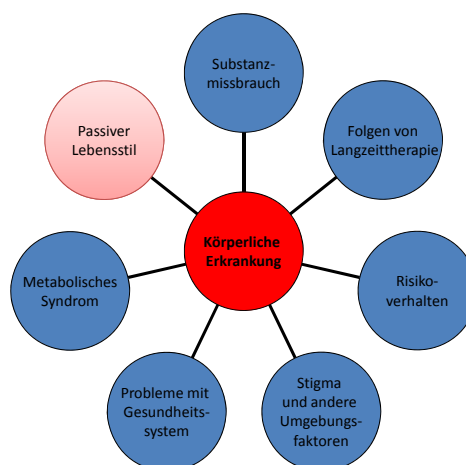 Substanz-
missbrauch
Passiver
Lebensstil
Folgen von
Langzeittherapie
Körperliche
Erkrankung
Metabolisches
Syndrom
Risiko-
verhalten
Probleme mit
Gesundheits-
system
Stigma
und andere
Umgebungs-
faktoren